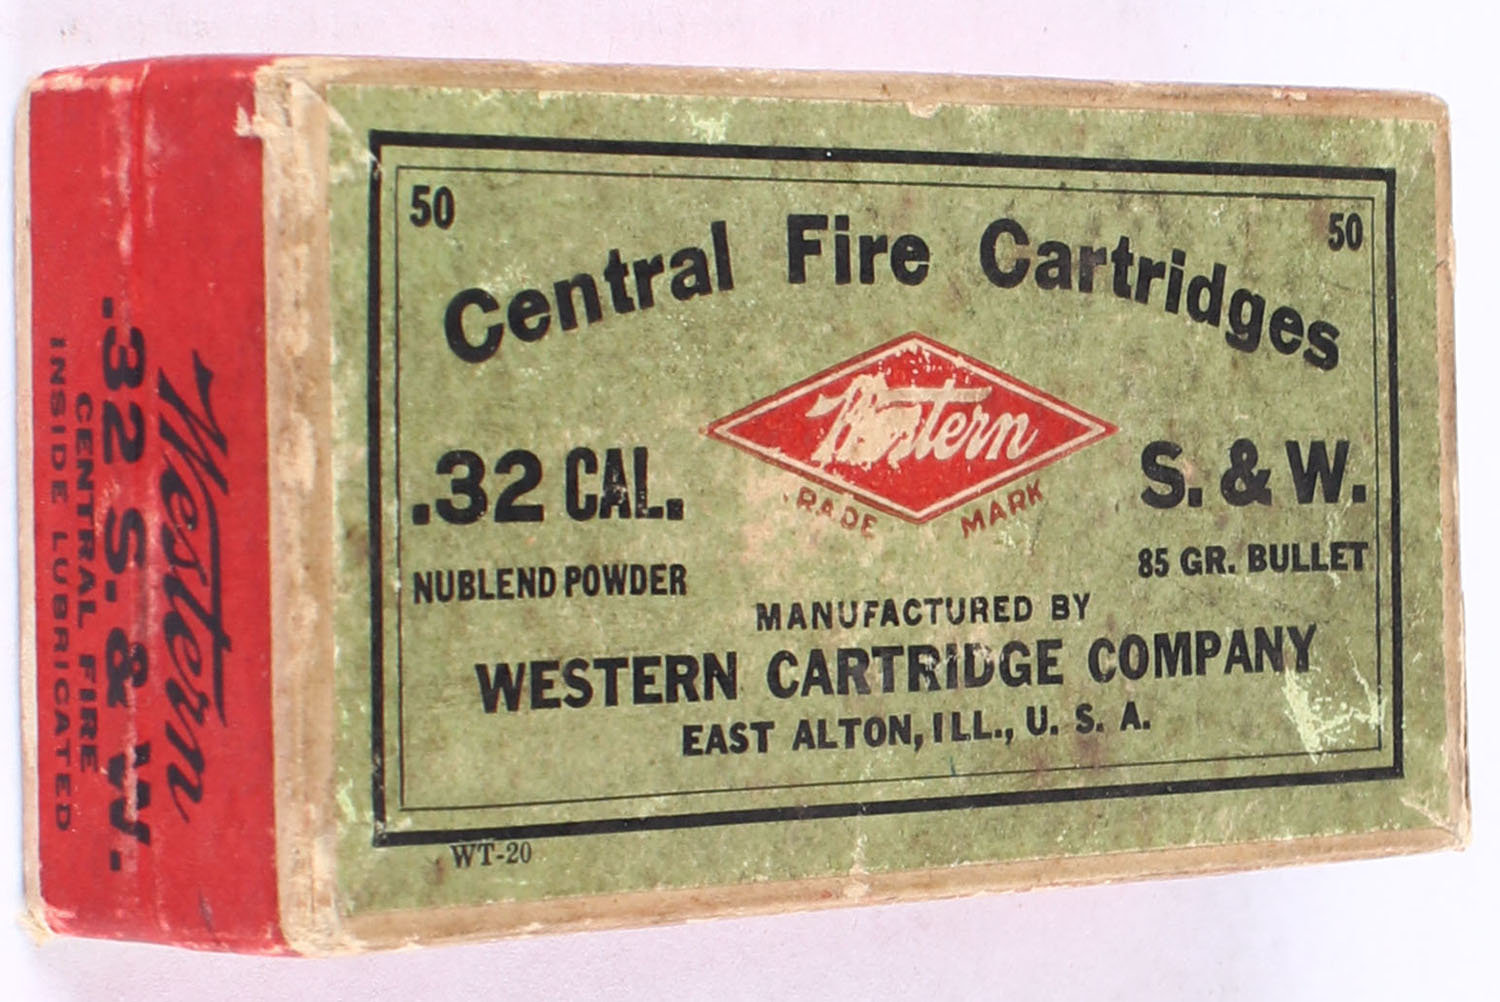 50
50
Central Fire Cartridges
Western
TRADE MARK
.32 CAL.
S. & W.
NUBLEND POWDER
85 GR. BULLET
MANUFACTURED BY
WESTERN CARTRIDGE COMPANY
EAST ALTON, ILL., U. S. A.
WT-20
Western
.32 S. & W.
CENTRAL FIRE
INSIDE LUBRICATED